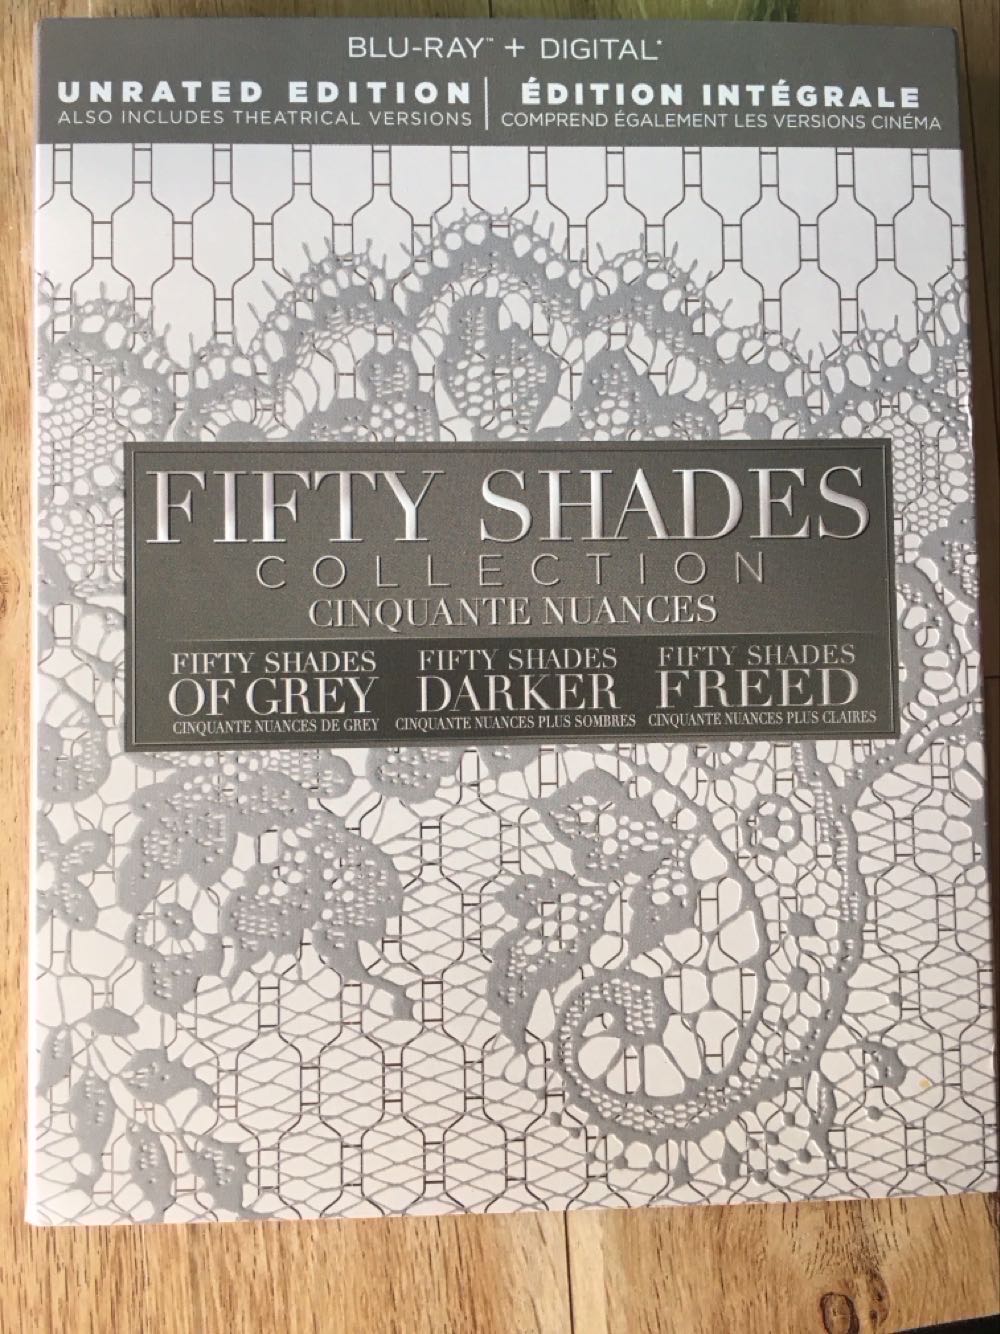 BLU-RAY™ + DIGITAL*
UNRATED EDITION
ALSO INCLUDES THEATRICAL VERSIONS
ÉDITION INTÉGRALE
COMPREND ÉGALEMENT LES VERSIONS CINÉMA
FIFTY SHADES
COLLECTION
CINQUANTE NUANCES
FIFTY SHADES
OF GREY
CINQUANTE NUANCES DE GREY
FIFTY SHADES
DARKER
CINQUANTE NUANCES PLUS SOMBRES
FIFTY SHADES
FREED
CINQUANTE NUANCES PLUS CLAIRES